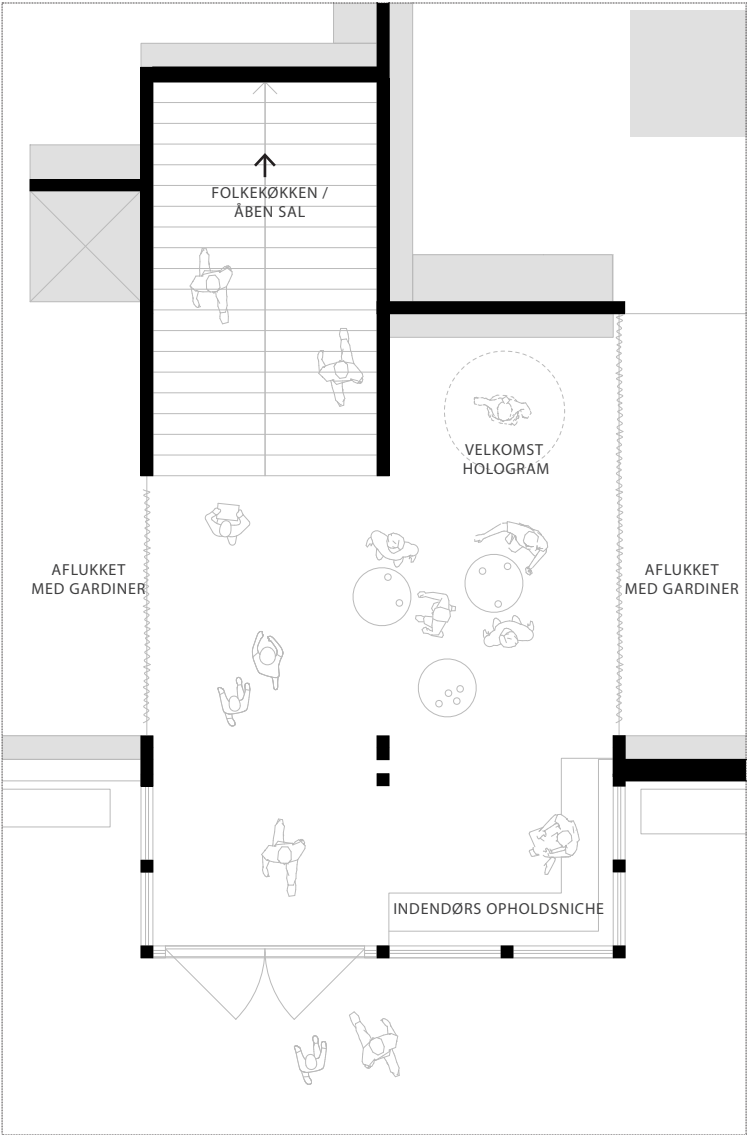 FOLKEKØKKEN /
ÅBEN SAL
VELKOMST
HOLOGRAM
AFLUKKET
MED GARDINER
AFLUKKET
MED GARDINER
INDENDØRS OPHOLDSNICHE